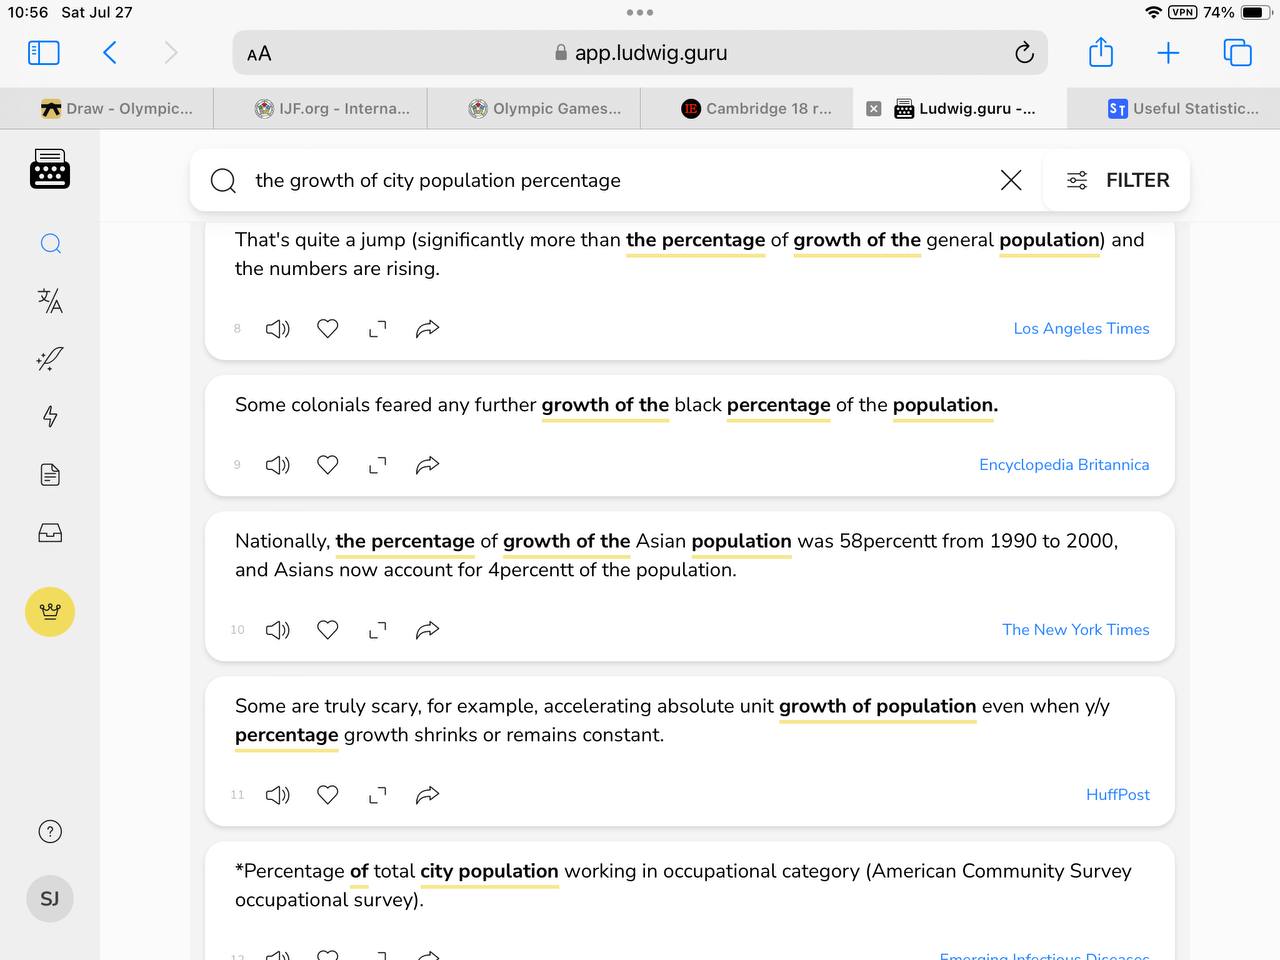 10:56 Sat Jul 27
VPN 74%
AA app.ludwig.guru
Draw - Olympic... IJF.org - Interna... Olympic Games... IE Cambridge 18 r... Ludwig.guru -... ST Useful Statistic...
the growth of city population percentage FILTER
That's quite a jump (significantly more than the percentage of growth of the general population) and
the numbers are rising.
8 Los Angeles Times
Some colonials feared any further growth of the black percentage of the population.
9 Encyclopedia Britannica
Nationally, the percentage of growth of the Asian population was 58percentt from 1990 to 2000,
and Asians now account for 4percentt of the population.
10 The New York Times
Some are truly scary, for example, accelerating absolute unit growth of population even when y/y
percentage growth shrinks or remains constant.
11 HuffPost
*Percentage of total city population working in occupational category (American Community Survey
occupational survey).
12 Emerging Infectious Diseases
?
SJ